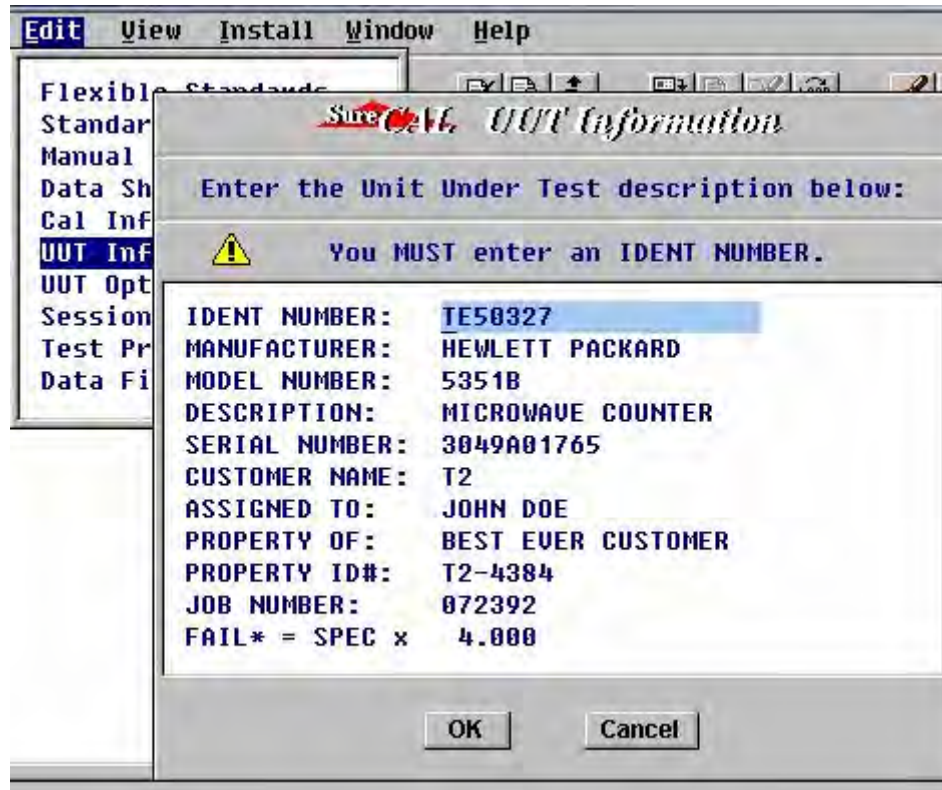 Edit View Install Window Help
Flexible Standards
Standar
Manual
Data Sh
Cal Inf
UUT Inf
UUT Opt
Session
Test Pr
Data Fi
SureCAL UUT Information
Enter the Unit Under Test description below:
You MUST enter an IDENT NUMBER.
IDENT NUMBER: TE50327
MANUFACTURER: HEWLETT PACKARD
MODEL NUMBER: 5351B
DESCRIPTION: MICROWAVE COUNTER
SERIAL NUMBER: 3049A01765
CUSTOMER NAME: T2
ASSIGNED TO: JOHN DOE
PROPERTY OF: BEST EVER CUSTOMER
PROPERTY ID#: T2-4384
JOB NUMBER: 072392
FAIL* = SPEC x 4.000
OK Cancel